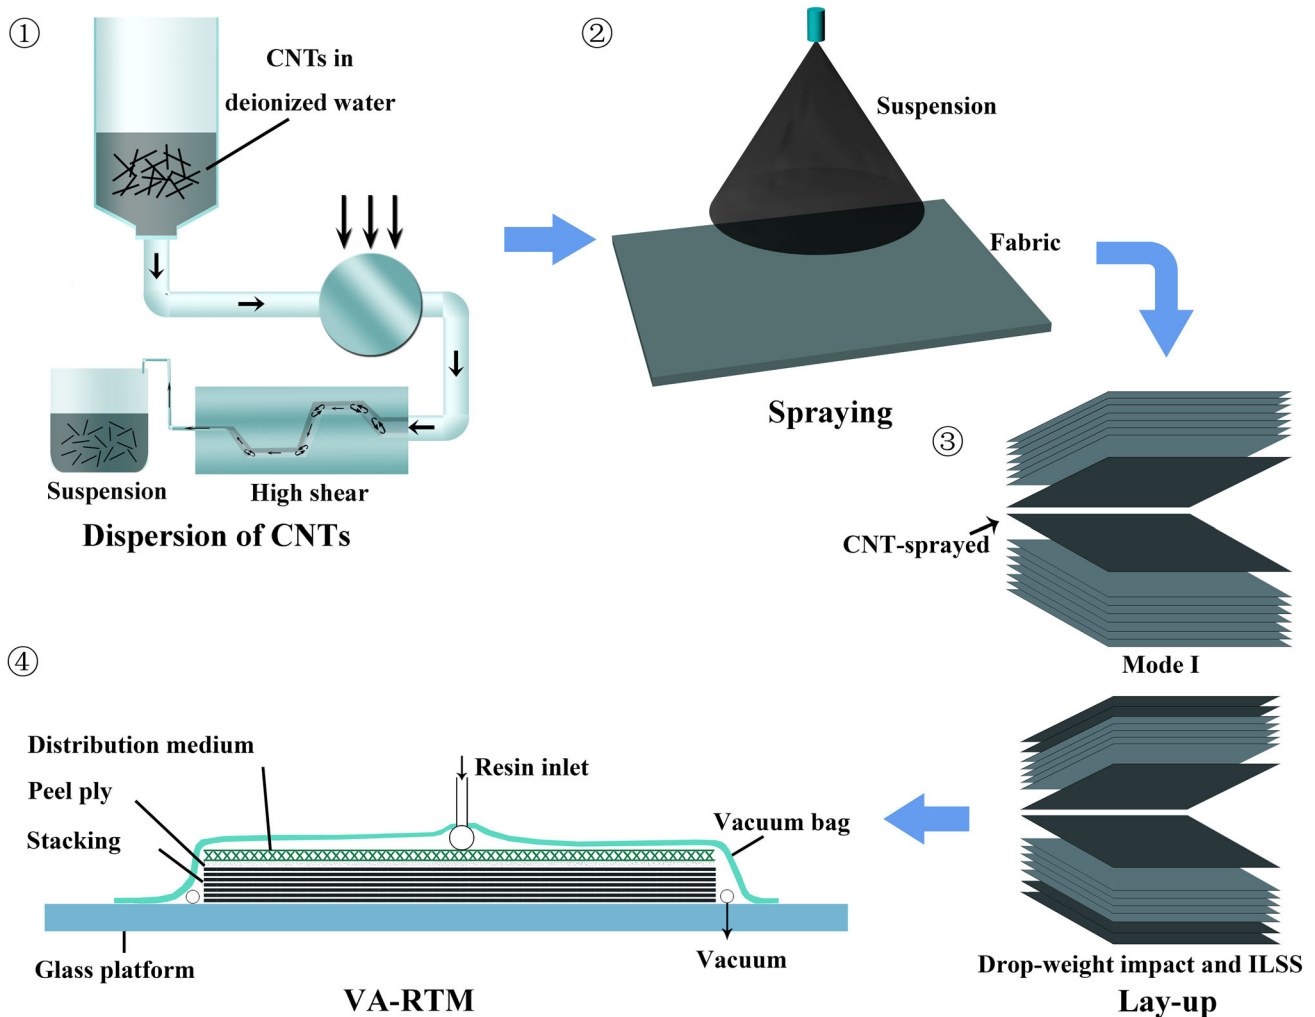 ①
CNTs in
deionized water
Suspension
High shear
Dispersion of CNTs
②
Suspension
Fabric
Spraying
③
CNT-sprayed
Mode I
Drop-weight impact and ILSS
Lay-up
④
Distribution medium
Peel ply
Stacking
Resin inlet
Vacuum bag
Glass platform
Vacuum
VA-RTM